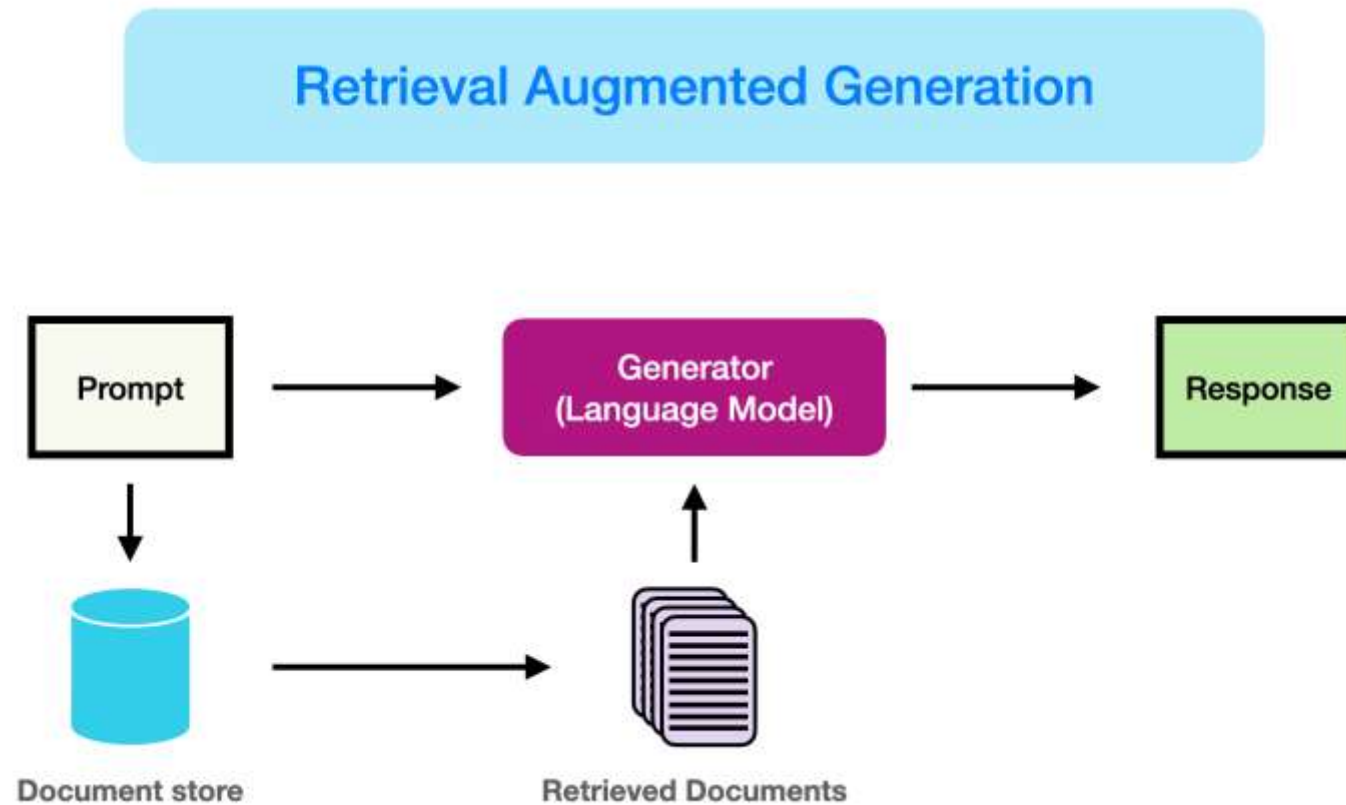 Retrieval Augmented Generation
Prompt
Generator
(Language Model)
Response
Document store
Retrieved Documents